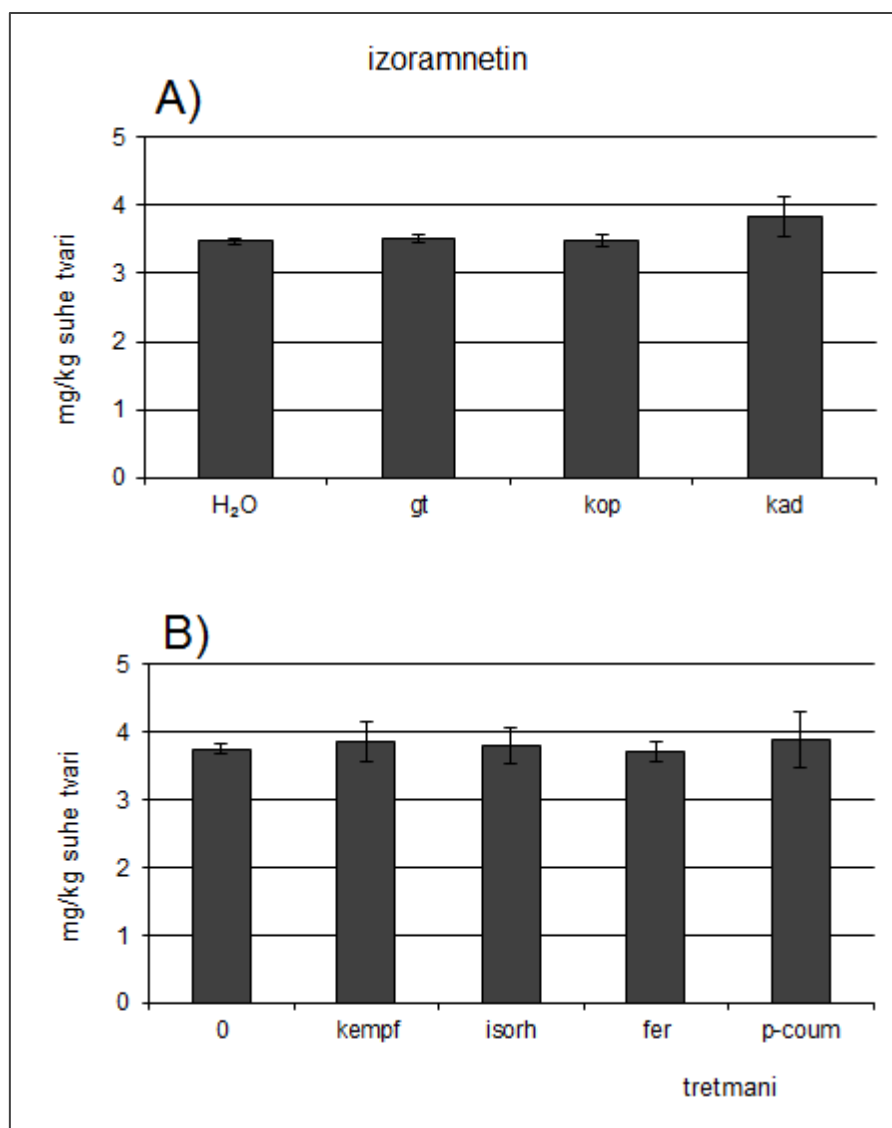 izoramnetin
A)
mg/kg suhe tvari
5
4
3
2
1
0
H₂O gt kop kad
B)
mg/kg suhe tvari
5
4
3
2
1
0
0 kempf isorh fer p-coum
tretmani